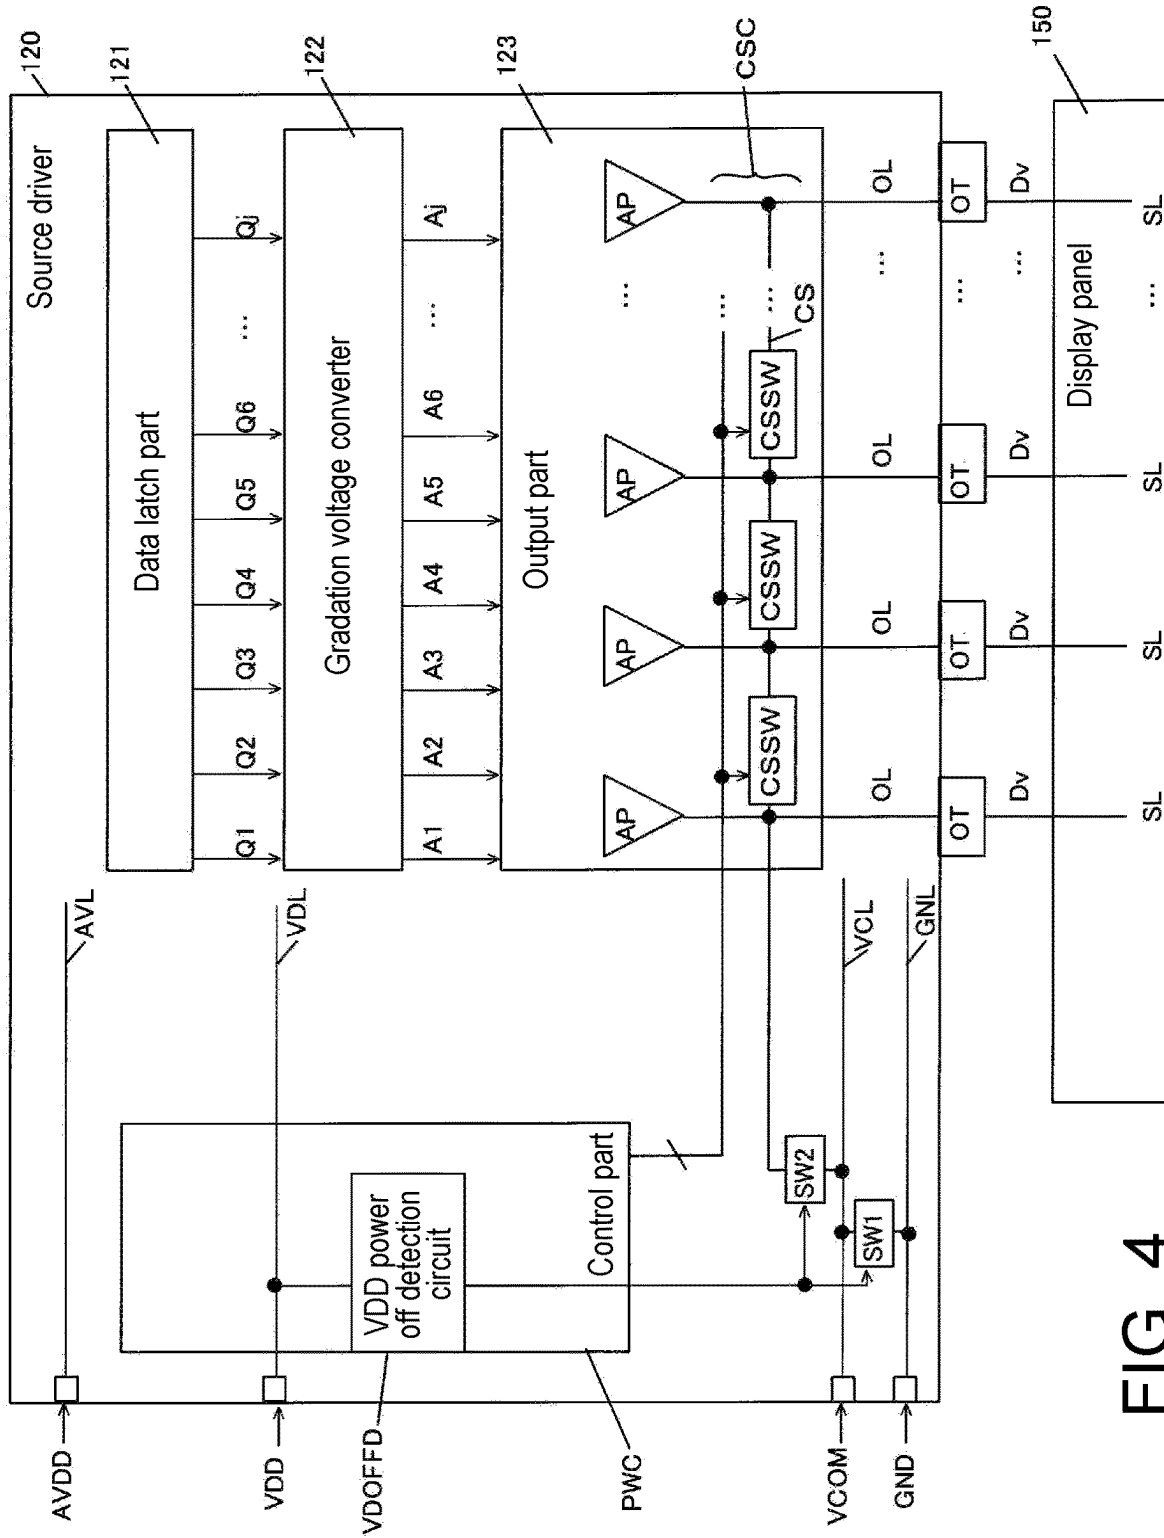 120
Source driver
121
Data latch part
Q1 Q2 Q3 Q4 Q5 Q6 ... Qj
122
Gradation voltage converter
A1 A2 A3 A4 A5 A6 ... Aj
123
Output part
AP AP AP ... AP
CSC
...
CSSW CSSW CSSW ...
CS
OL OL OL ... OL
OT OT OT ... OT
Dv Dv Dv ... Dv
150
Display panel
SL SL SL ... SL
AVDD
AVL
VDD
VDL
VDD power
off detection
circuit
VDOFFD
Control part
PWC
SW2
SW1
VCOM
VCL
GND
GNL
FIG. 4